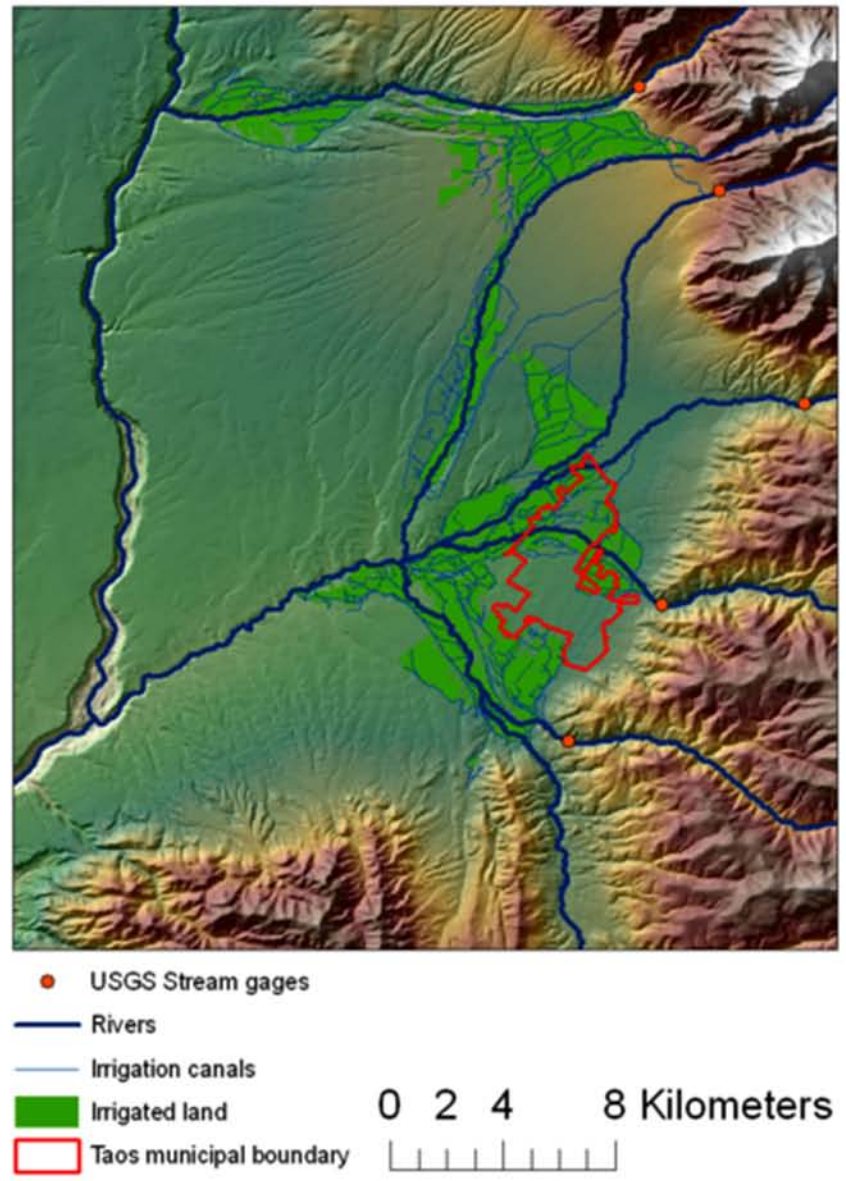 USGS Stream gages
Rivers
Irrigation canals
Irrigated land
Taos municipal boundary
0 2 4 8 Kilometers